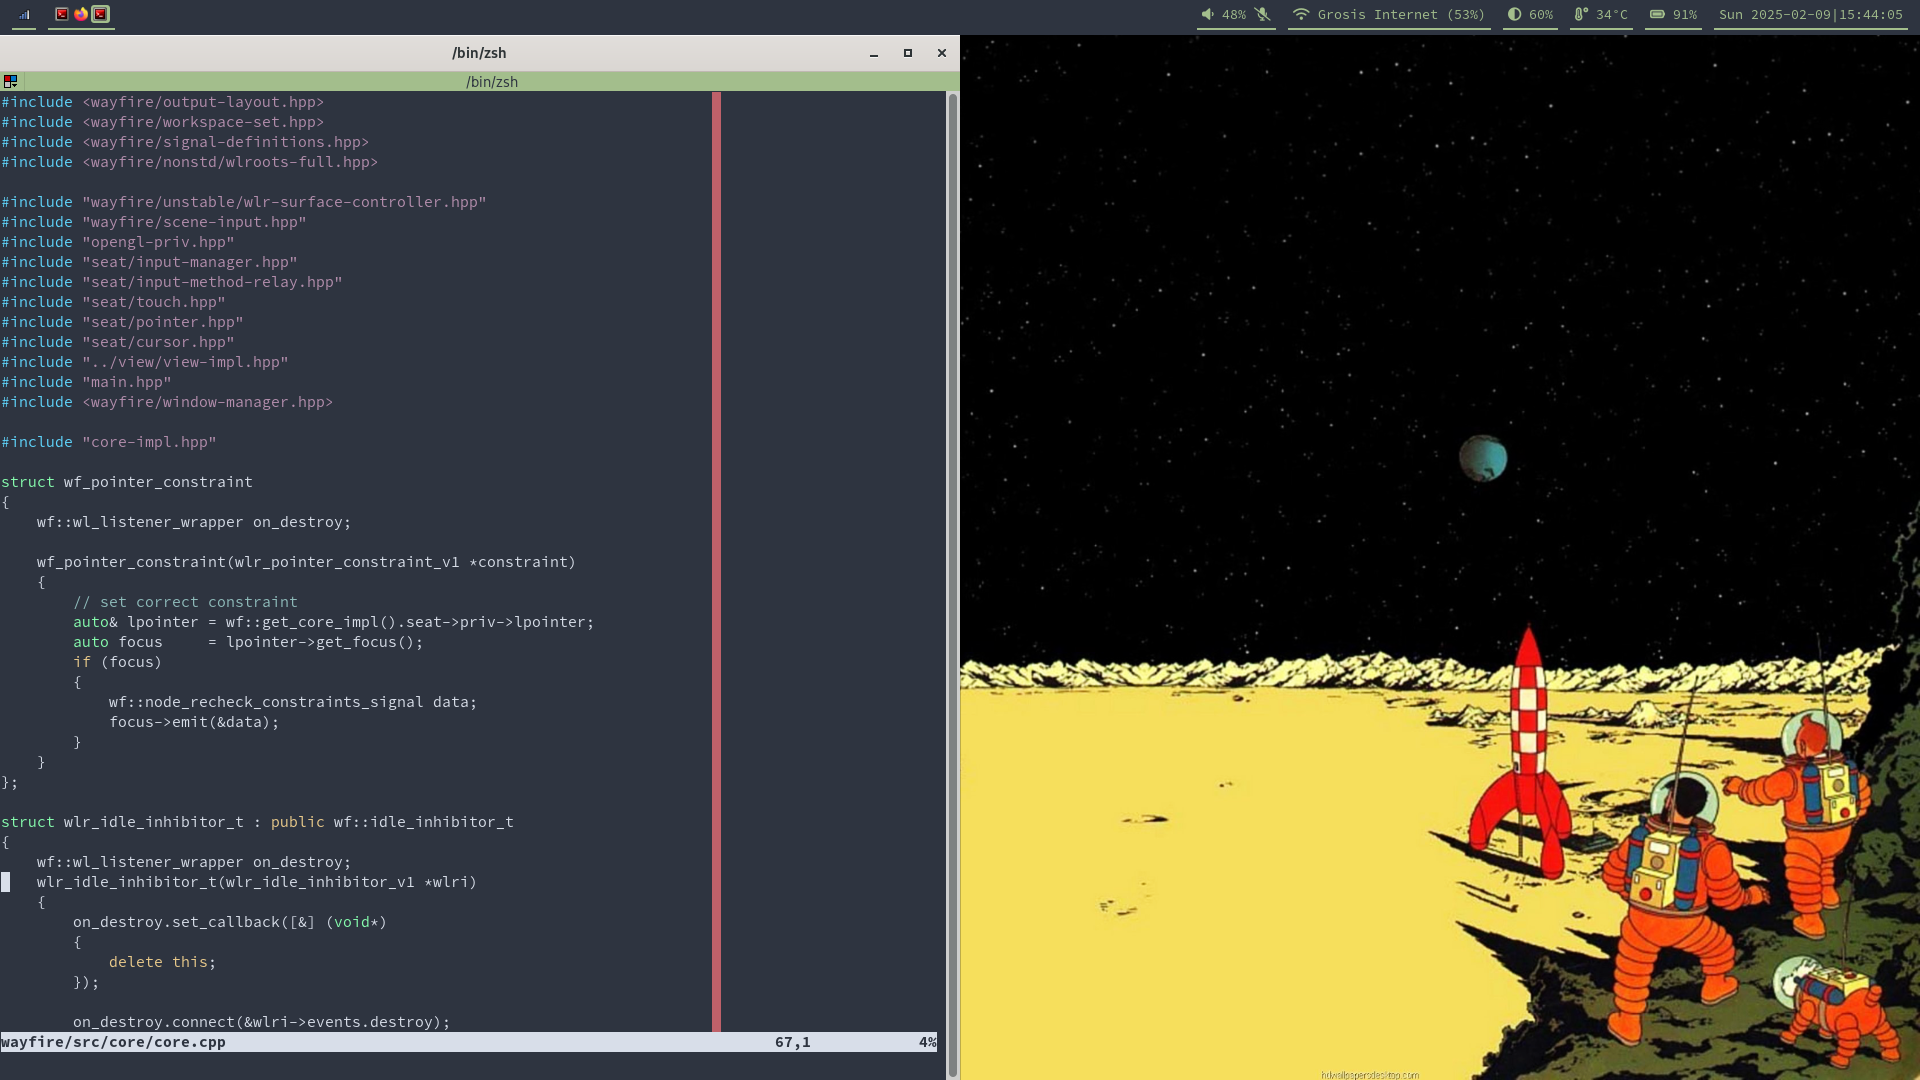 48% Grosis Internet (53%) 60% 34°C 91% Sun 2025-02-09|15:44:05
/bin/zsh
/bin/zsh
#include <wayfire/output-layout.hpp>
#include <wayfire/workspace-set.hpp>
#include <wayfire/signal-definitions.hpp>
#include <wayfire/nonstd/wlroots-full.hpp>
#include "wayfire/unstable/wlr-surface-controller.hpp"
#include "wayfire/scene-input.hpp"
#include "opengl-priv.hpp"
#include "seat/input-manager.hpp"
#include "seat/input-method-relay.hpp"
#include "seat/touch.hpp"
#include "seat/pointer.hpp"
#include "seat/cursor.hpp"
#include "../view/view-impl.hpp"
#include "main.hpp"
#include <wayfire/window-manager.hpp>
#include "core-impl.hpp"
struct wf_pointer_constraint
{
    wf::wl_listener_wrapper on_destroy;
    wf_pointer_constraint(wlr_pointer_constraint_v1 *constraint)
    {
        // set correct constraint
        auto& lpointer = wf::get_core_impl().seat->priv->lpointer;
        auto focus     = lpointer->get_focus();
        if (focus)
        {
            wf::node_recheck_constraints_signal data;
            focus->emit(&data);
        }
    }
};
struct wlr_idle_inhibitor_t : public wf::idle_inhibitor_t
{
    wf::wl_listener_wrapper on_destroy;
    wlr_idle_inhibitor_t(wlr_idle_inhibitor_v1 *wlri)
    {
        on_destroy.set_callback([&] (void*)
        {
            delete this;
        });
        on_destroy.connect(&wlri->events.destroy);
wayfire/src/core/core.cpp 67,1 4%
hdwallpapersdesktop.com